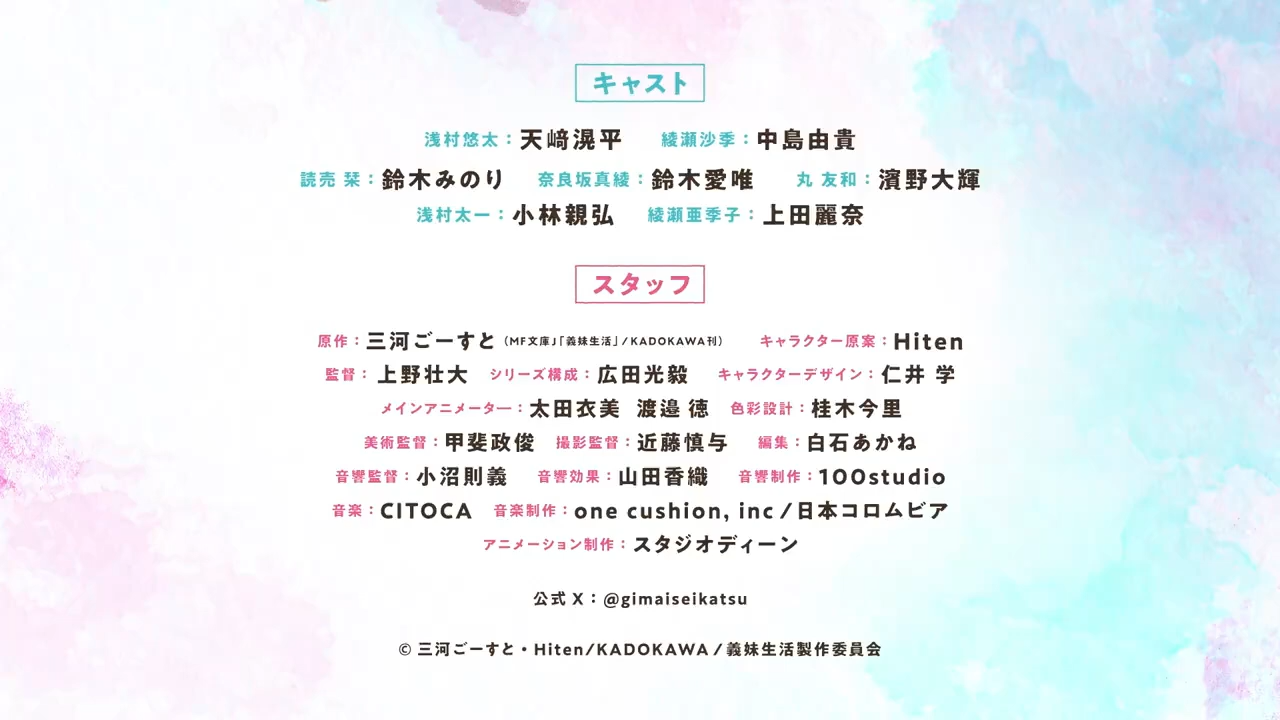 キャスト
浅村悠太：天﨑滉平 綾瀬沙季：中島由貴
読売 栞：鈴木みのり 奈良坂真綾：鈴木愛唯 丸 友和：濱野大輝
浅村太一：小林親弘 綾瀬亜季子：上田麗奈
スタッフ
原作：三河ごーすと（MF文庫J「義妹生活」/KADOKAWA刊） キャラクター原案：Hiten
監督：上野壮大 シリーズ構成：広田光毅 キャラクターデザイン：仁井 学
メインアニメーター：太田衣美 渡邉 徳 色彩設計：桂木今里
美術監督：甲斐政俊 撮影監督：近藤慎与 編集：白石あかね
音響監督：小沼則義 音響効果：山田香織 音響制作：100studio
音楽：CITOCA 音楽制作：one cushion, inc/日本コロムビア
アニメーション制作：スタジオディーン
公式 X：@gimaiseikatsu
© 三河ごーすと・Hiten/KADOKAWA/義妹生活製作委員会